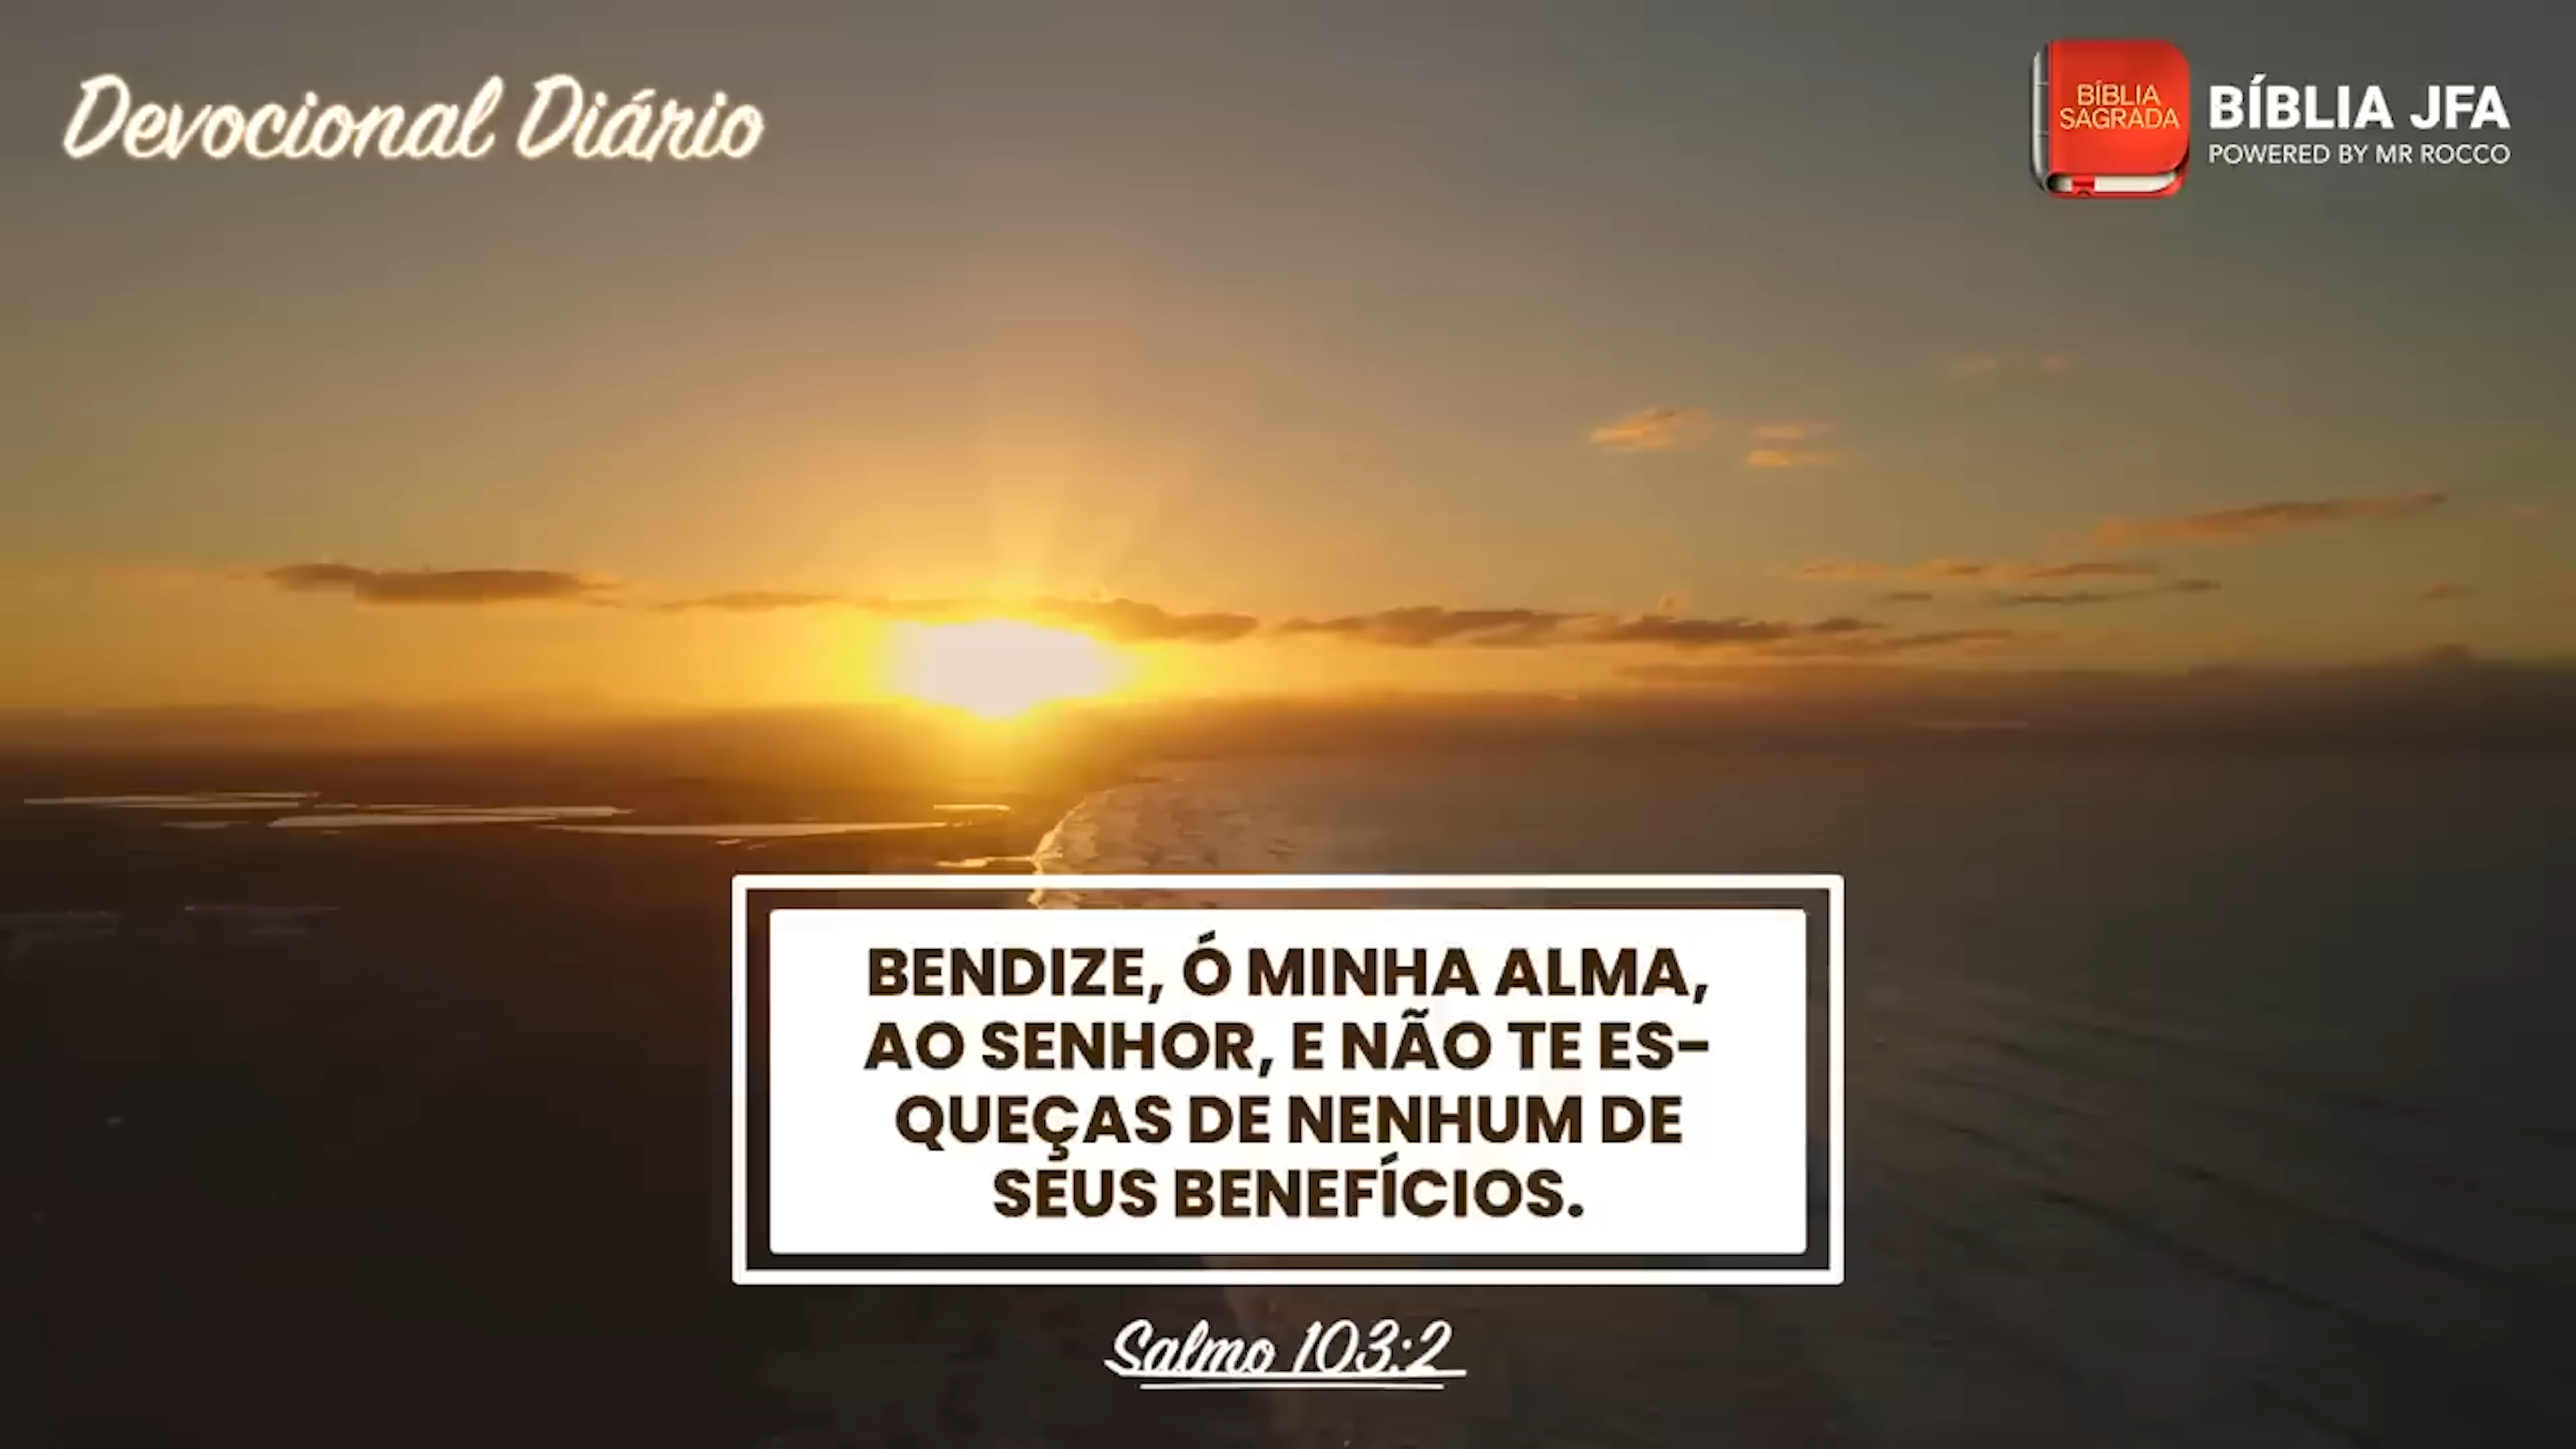 Devocional Diário
BÍBLIA
SAGRADA
BÍBLIA JFA
POWERED BY MR ROCCO
BENDIZE, Ó MINHA ALMA,
AO SENHOR, E NÃO TE ES-
QUEÇAS DE NENHUM DE
SEUS BENEFÍCIOS.
Salmo 103:2